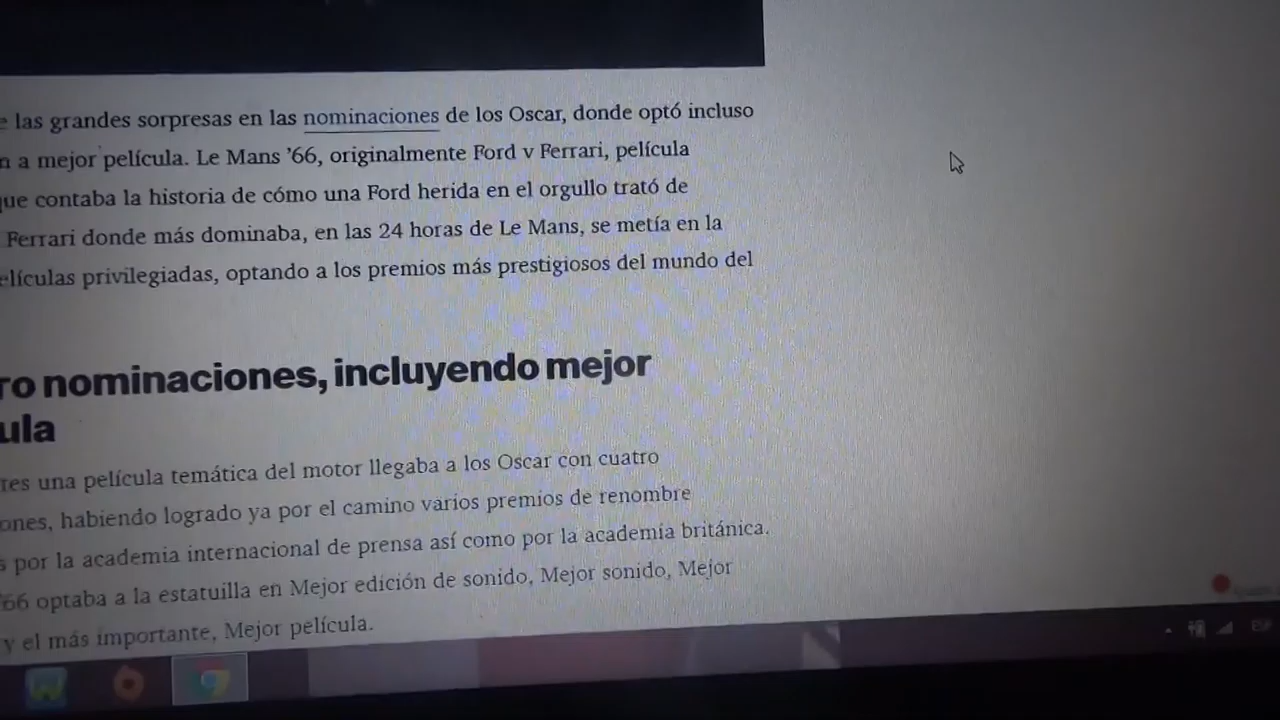 las grandes sorpresas en las nominaciones de los Oscar, donde optó incluso
a mejor película. Le Mans ’66, originalmente Ford v Ferrari, película
que contaba la historia de cómo una Ford herida en el orgullo trató de
Ferrari donde más dominaba, en las 24 horas de Le Mans, se metía en la
elículas privilegiadas, optando a los premios más prestigiosos del mundo del
ro nominaciones, incluyendo mejor
ula
res una película temática del motor llegaba a los Oscar con cuatro
ones, habiendo logrado ya por el camino varios premios de renombre
s por la academia internacional de prensa así como por la academia británica.
’66 optaba a la estatuilla en Mejor edición de sonido, Mejor sonido, Mejor
y el más importante, Mejor película.